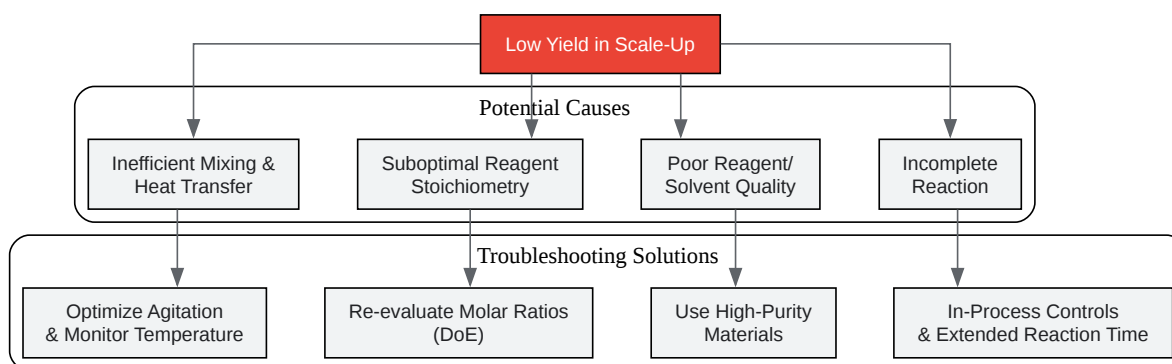 Low Yield in Scale-Up
Potential Causes
Inefficient Mixing &
Heat Transfer
Suboptimal Reagent
Stoichiometry
Poor Reagent/
Solvent Quality
Incomplete
Reaction
Troubleshooting Solutions
Optimize Agitation
& Monitor Temperature
Re-evaluate Molar Ratios
(DoE)
Use High-Purity
Materials
In-Process Controls
& Extended Reaction Time